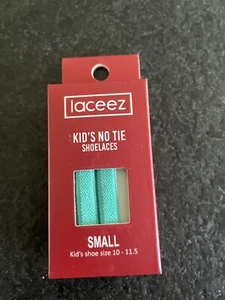 laceez
KID'S NO TIE
SHOELACES
SMALL
Kid's shoe size 10 - 11.5